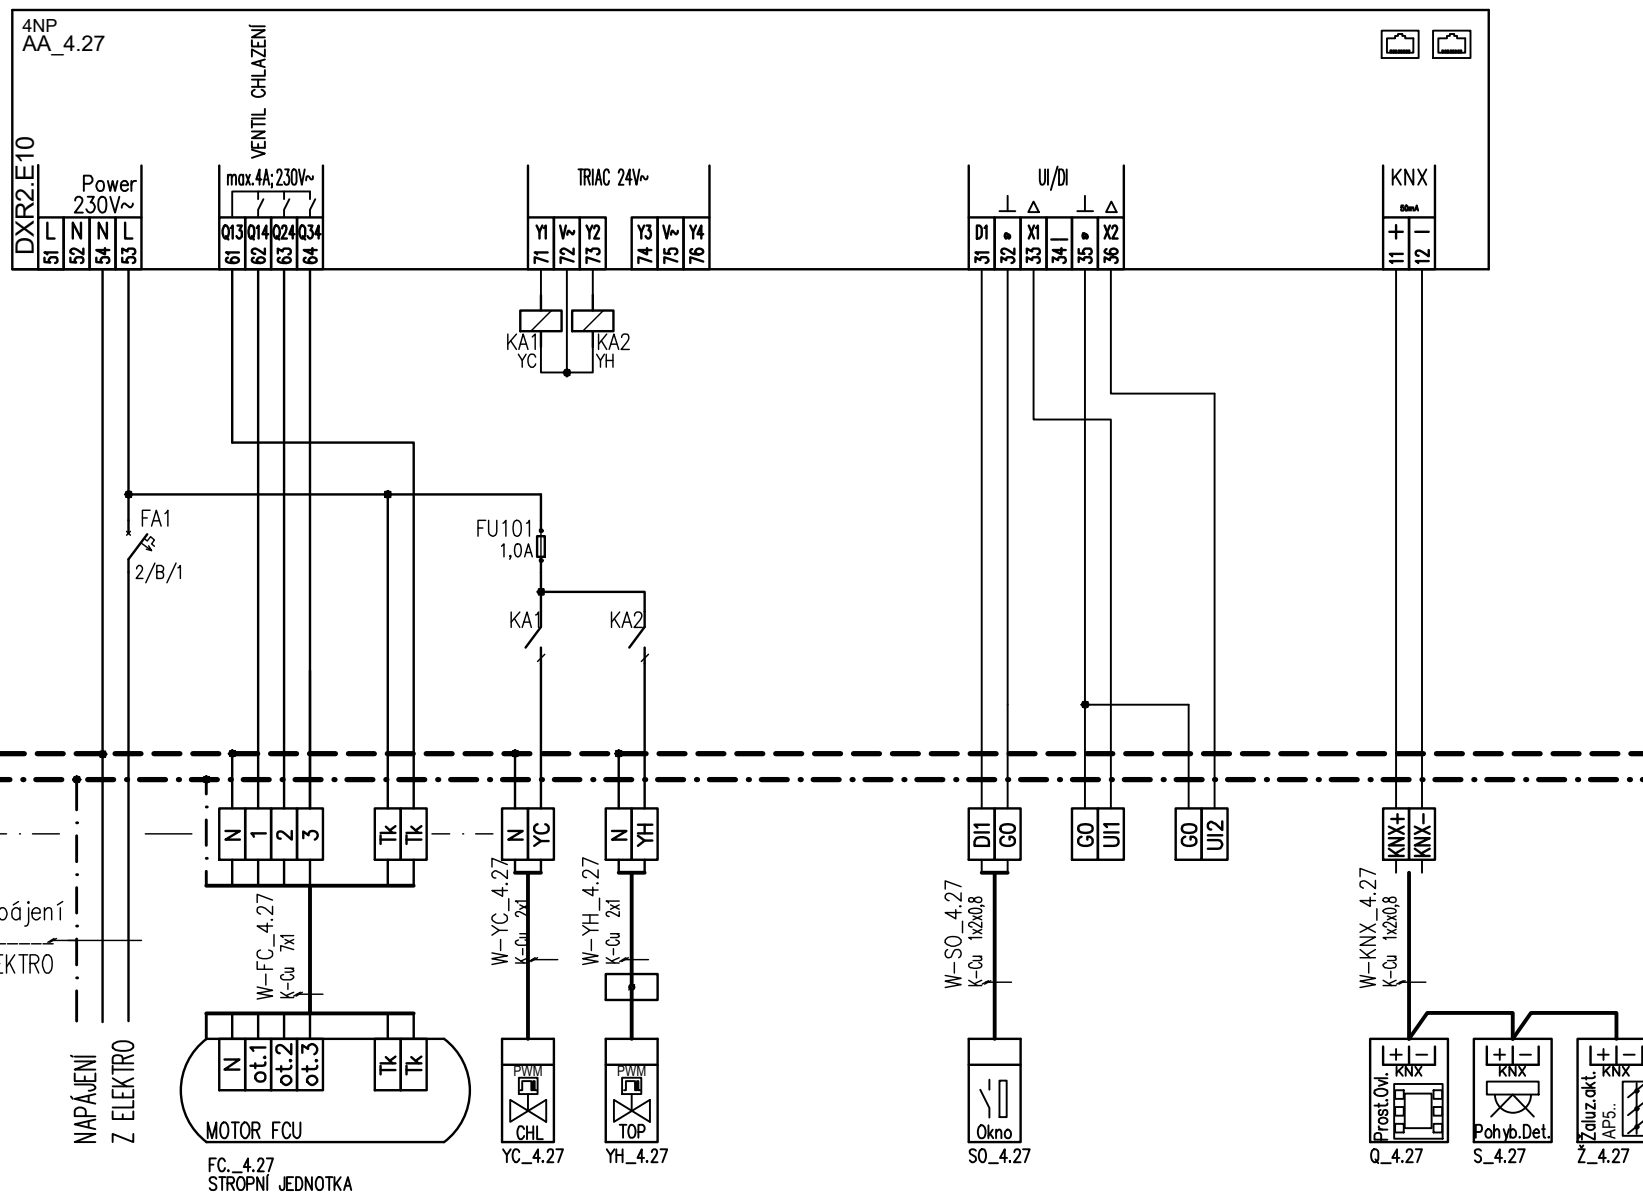 4NP
AA_4.27
DXR2.E10
VENTIL CHLAZENÍ
Power
230V~
max.4A;230V~
TRIAC 24V~
UI/DI
KNX
50mA
L N N L
51 52 54 53
Q13 Q14 Q24 Q34
61 62 63 64
Y1 V~ Y2
71 72 73
Y3 V~ Y4
74 75 76
D1 X1 X2
31 32 33 34 35 36
+ −
11 12
KA1
YC
KA2
YH
FA1
2/B/1
FU101
1,0A
KA1
KA2
N 1 2 3
Tk Tk
N YC
N YH
DI1 GO
GO UI1
GO UI2
KNX+ KNX-
pájení
EKTRO
W-FC_4.27
K-Cu 7x1
W-YC_4.27
K-Cu 2x1
W-YH_4.27
K-Cu 2x1
W-SO_4.27
K-Cu 1x2x0,8
W-KNX_4.27
K-Cu 1x2x0,8
NAPÁJENÍ
Z ELEKTRO
N ot.1 ot.2 ot.3
Tk Tk
MOTOR FCU
FC._4.27
STROPNÍ JEDNOTKA
PWM
CHL
YC_4.27
PWM
TOP
YH_4.27
Okno
SO_4.27
+ −
KNX
Prost.Ovl.
Q_4.27
+ −
KNX
Pohyb.Det.
S_4.27
+ −
KNX
Žaluz.akt.
AP5..
Ž_4.27